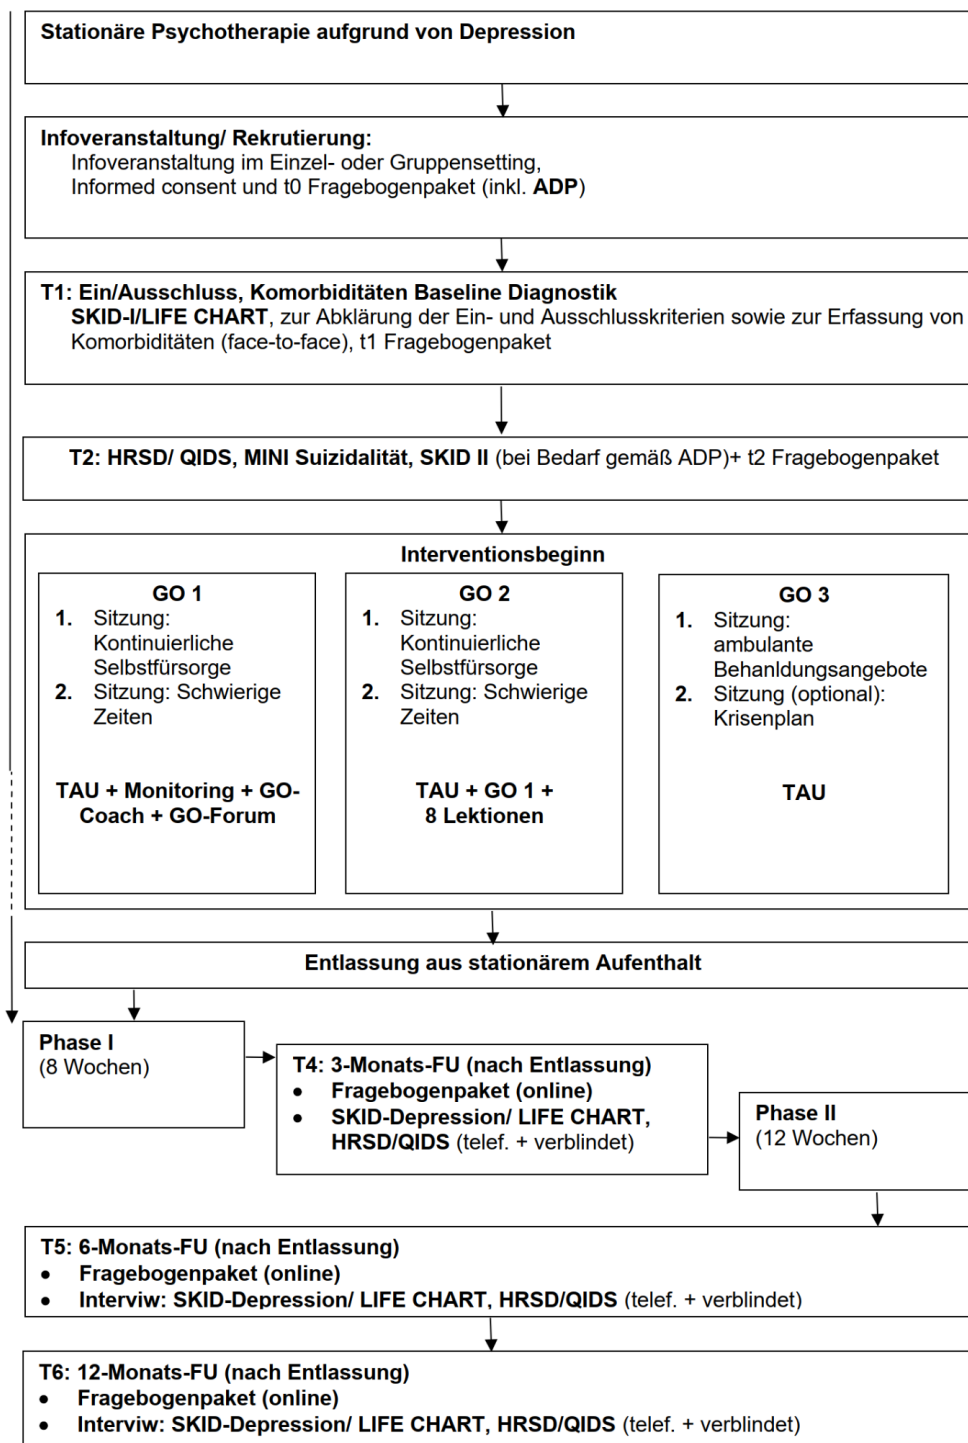 Stationäre Psychotherapie aufgrund von Depression
Infoveranstaltung/ Rekrutierung:
Infoveranstaltung im Einzel- oder Gruppensetting,
Informed consent und t0 Fragebogenpaket (inkl. ADP)
T1: Ein/Ausschluss, Komorbiditäten Baseline Diagnostik
SKID-I/LIFE CHART, zur Abklärung der Ein- und Ausschlusskriterien sowie zur Erfassung von
Komorbiditäten (face-to-face), t1 Fragebogenpaket
T2: HRSD/ QIDS, MINI Suizidalität, SKID II (bei Bedarf gemäß ADP)+ t2 Fragebogenpaket
Interventionsbeginn
GO 1
1. Sitzung:
Kontinuierliche
Selbstfürsorge
2. Sitzung: Schwierige
Zeiten
TAU + Monitoring + GO-
Coach + GO-Forum
GO 2
1. Sitzung:
Kontinuierliche
Selbstfürsorge
2. Sitzung: Schwierige
Zeiten
TAU + GO 1 +
8 Lektionen
GO 3
1. Sitzung:
ambulante
Behanldungsangebote
2. Sitzung (optional):
Krisenplan
TAU
Entlassung aus stationärem Aufenthalt
Phase I
(8 Wochen)
T4: 3-Monats-FU (nach Entlassung)
• Fragebogenpaket (online)
• SKID-Depression/ LIFE CHART,
HRSD/QIDS (telef. + verblindet)
Phase II
(12 Wochen)
T5: 6-Monats-FU (nach Entlassung)
• Fragebogenpaket (online)
• Interviw: SKID-Depression/ LIFE CHART, HRSD/QIDS (telef. + verblindet)
T6: 12-Monats-FU (nach Entlassung)
• Fragebogenpaket (online)
• Interviw: SKID-Depression/ LIFE CHART, HRSD/QIDS (telef. + verblindet)